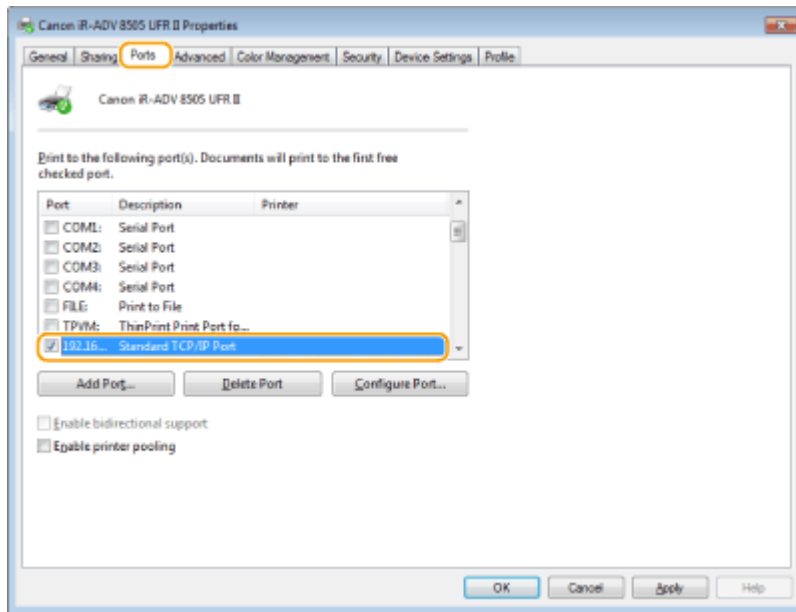 Canon iR-ADV 8505 UFR II Properties
General Sharing Ports Advanced Color Management Security Device Settings Profile
Canon iR-ADV 8505 UFR II
Print to the following port(s). Documents will print to the first free
checked port.
Port Description Printer
COM1: Serial Port
COM2: Serial Port
COM3: Serial Port
COM4: Serial Port
FILE: Print to File
TPVM: ThinPrint Print Port fo...
192.16... Standard TCP/IP Port
Add Port... Delete Port Configure Port...
Enable bidirectional support
Enable printer pooling
OK Cancel Apply Help